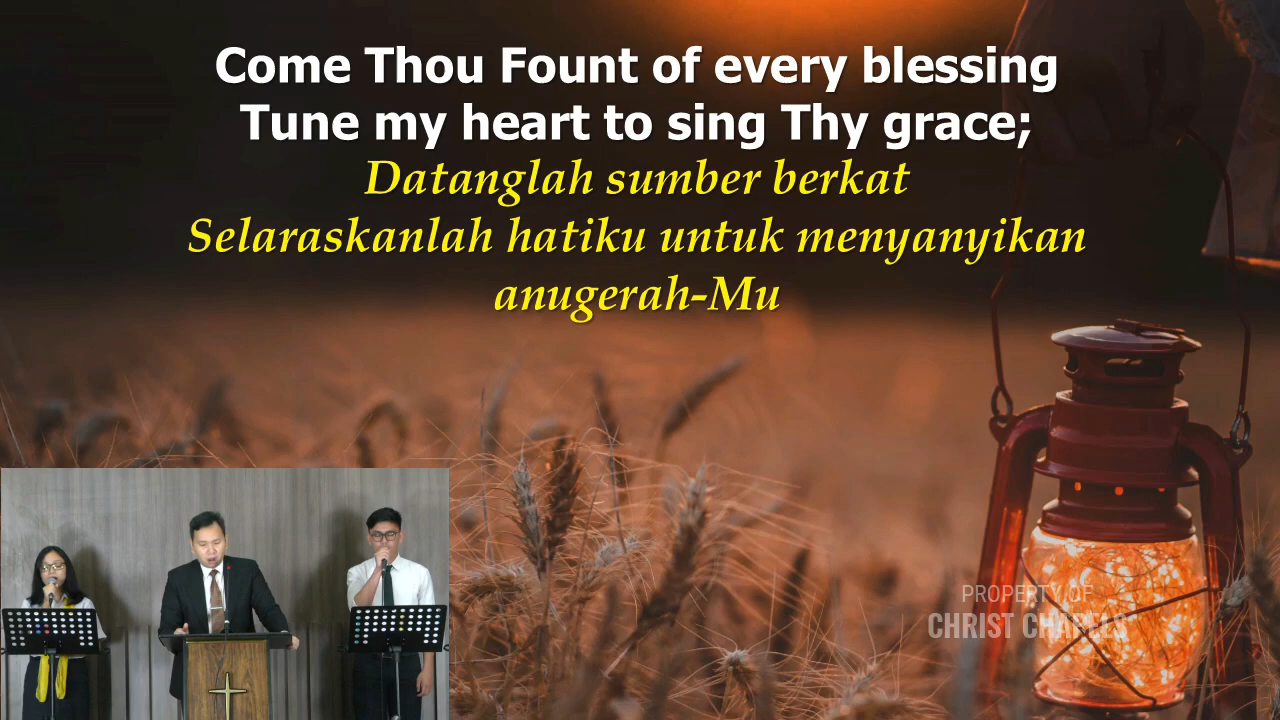 Come Thou Fount of every blessing
Tune my heart to sing Thy grace;
Datanglah sumber berkat
Selaraskanlah hatiku untuk menyanyikan
anugerah-Mu
PROPERTY OF
CHRIST CHAPELS